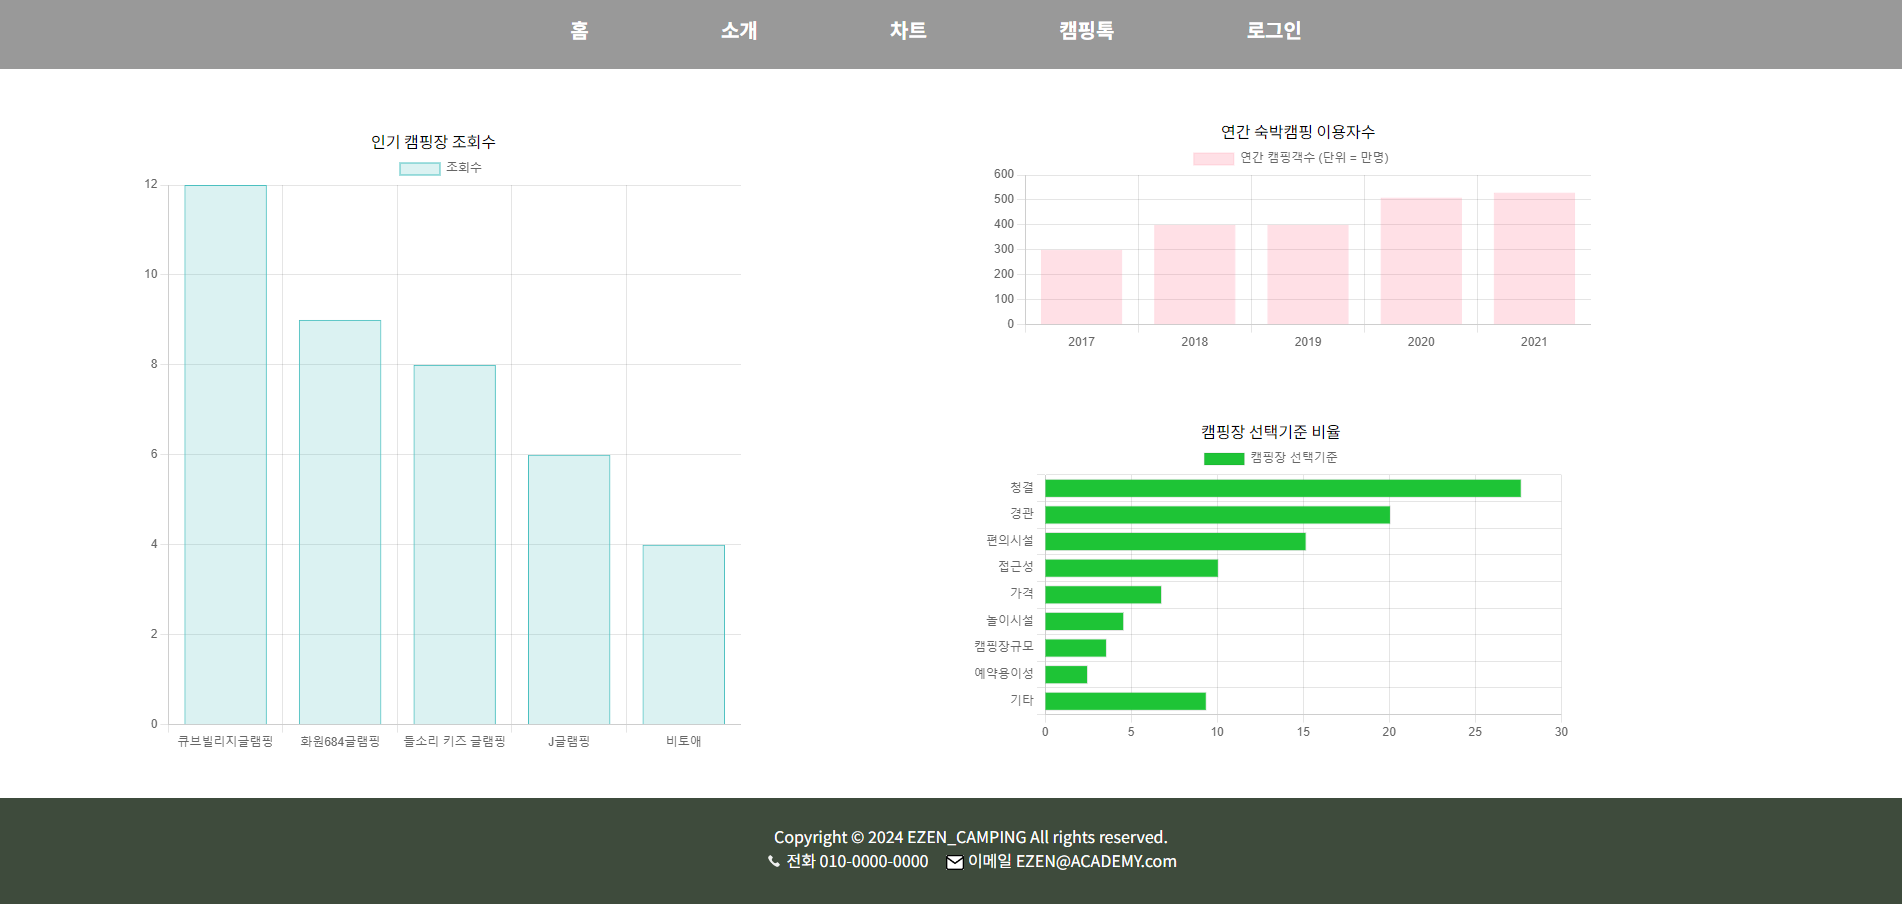 홈 소개 차트 캠핑톡 로그인
인기 캠핑장 조회수
조회수
12
10
8
6
4
2
0
큐브빌리지글램핑 화원684글램핑 들소리 키즈 글램핑 J글램핑 비토애
연간 숙박캠핑 이용자수
연간 캠핑객수 (단위 = 만명)
600
500
400
300
200
100
0
2017 2018 2019 2020 2021
캠핑장 선택기준 비율
캠핑장 선택기준
청결
경관
편의시설
접근성
가격
놀이시설
캠핑장규모
예약용이성
기타
0 5 10 15 20 25 30
Copyright © 2024 EZEN_CAMPING All rights reserved.
전화 010-0000-0000 이메일 EZEN@ACADEMY.com